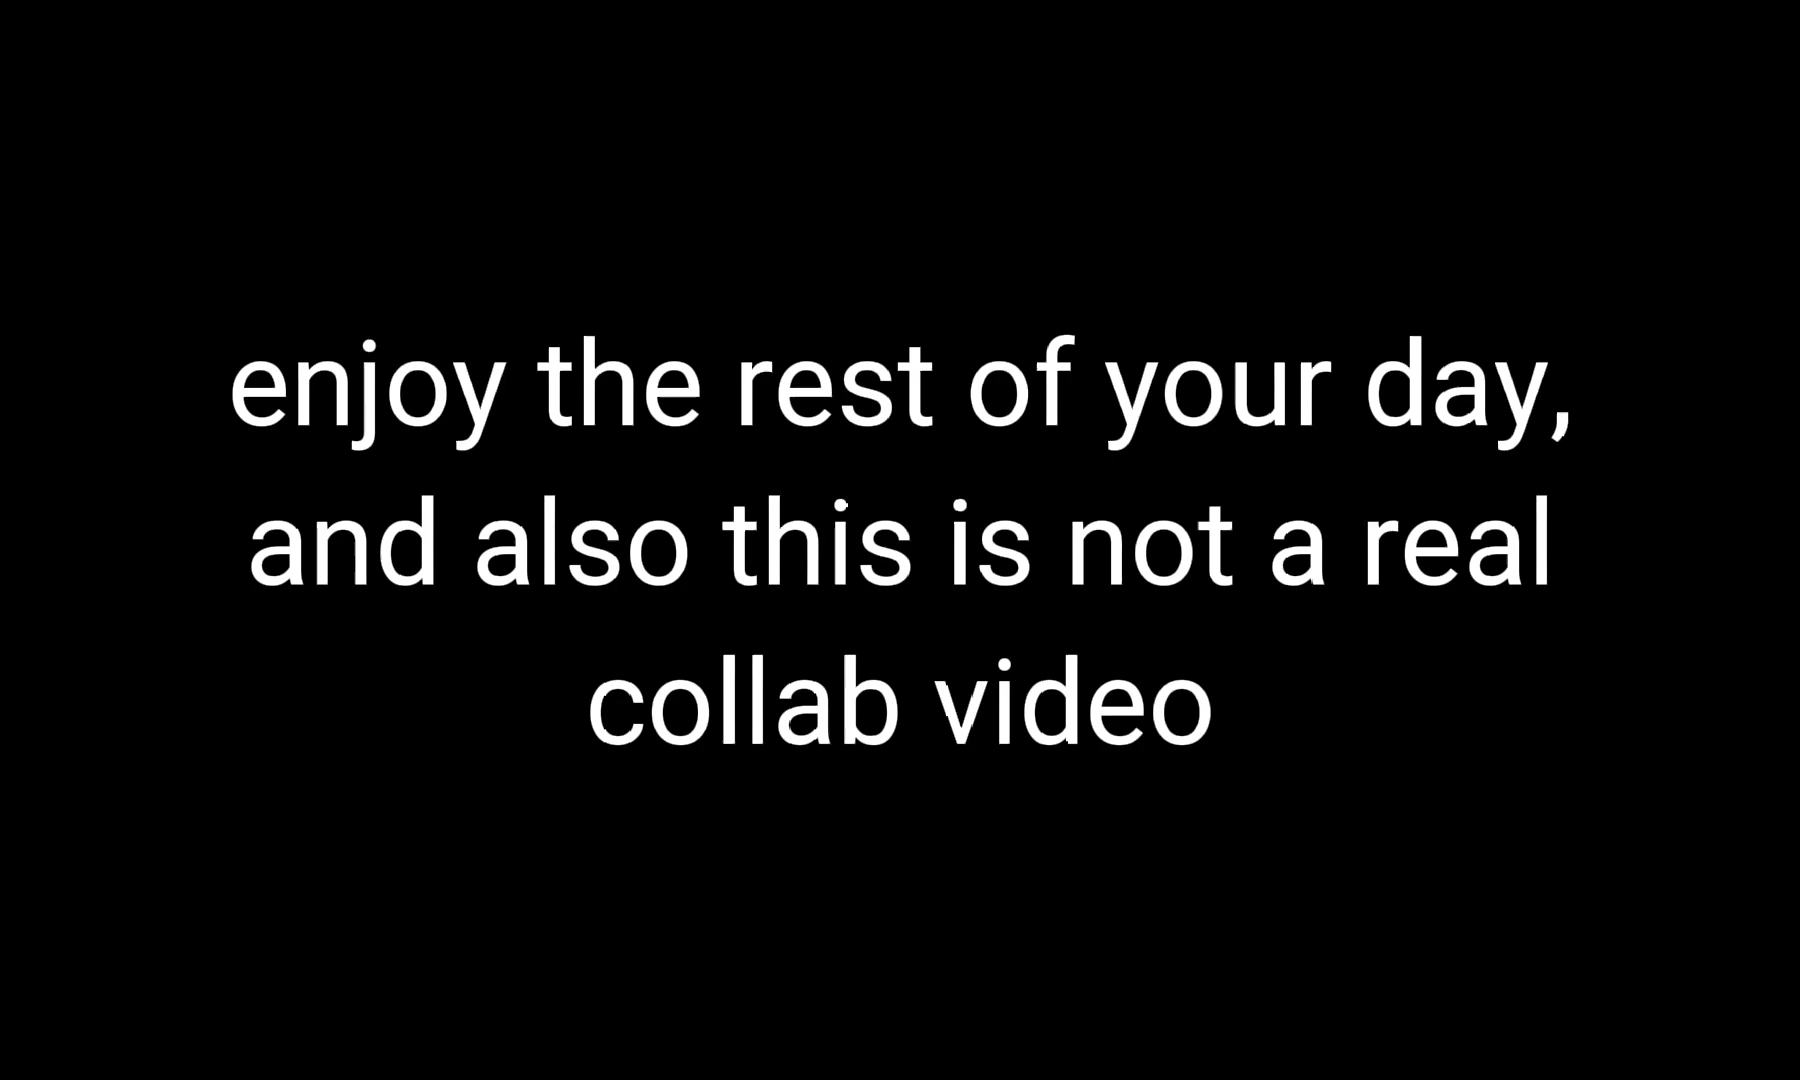 enjoy the rest of your day,
and also this is not a real
collab video